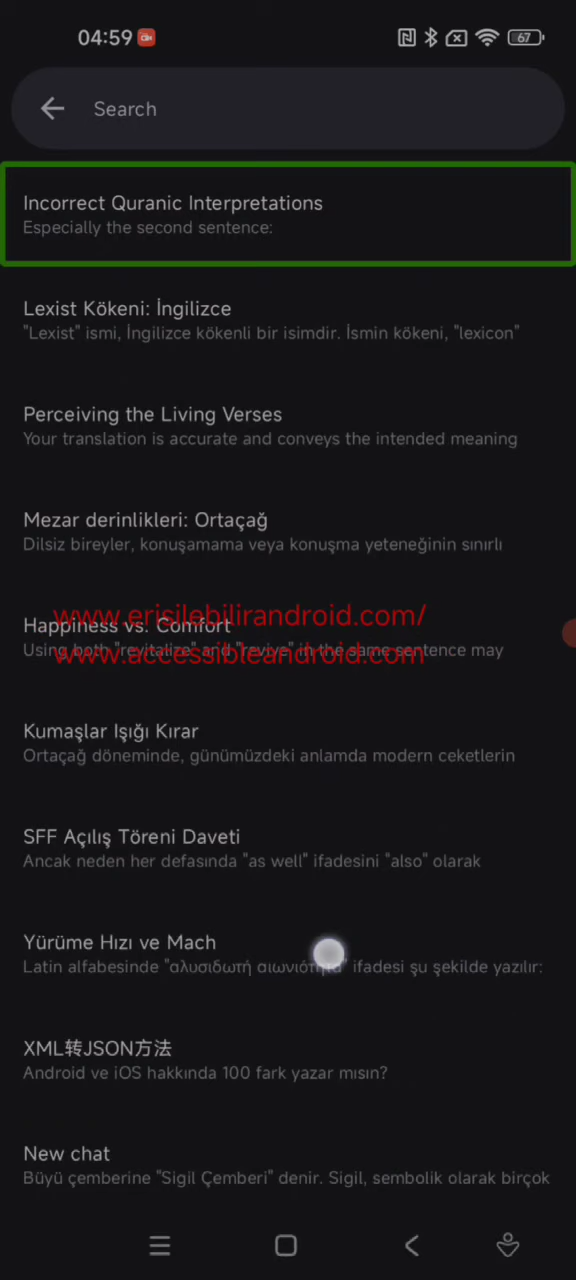 04:59
67
Search
Incorrect Quranic Interpretations
Especially the second sentence:
Lexist Kökeni: İngilizce
"Lexist" ismi, İngilizce kökenli bir isimdir. İsmin kökeni, "lexicon"
Perceiving the Living Verses
Your translation is accurate and conveys the intended meaning
Mezar derinlikleri: Ortaçağ
Dilsiz bireyler, konuşamama veya konuşma yeteneğinin sınırlı
www.erisilebilirandroid.com/
Happiness vs. Comfort
www.accessibleandroid.com
Using both "revitalize" and "revive" in the same sentence may
Kumaşlar Işığı Kırar
Ortaçağ döneminde, günümüzdeki anlamda modern ceketlerin
SFF Açılış Töreni Daveti
Ancak neden her defasında "as well" ifadesini "also" olarak
Yürüme Hızı ve Mach
Latin alfabesinde "αλυσιδωτή αιωνιότητα" ifadesi şu şekilde yazılır:
XML转JSON方法
Android ve iOS hakkında 100 fark yazar mısın?
New chat
Büyü çemberine "Sigil Çemberi" denir. Sigil, sembolik olarak birçok